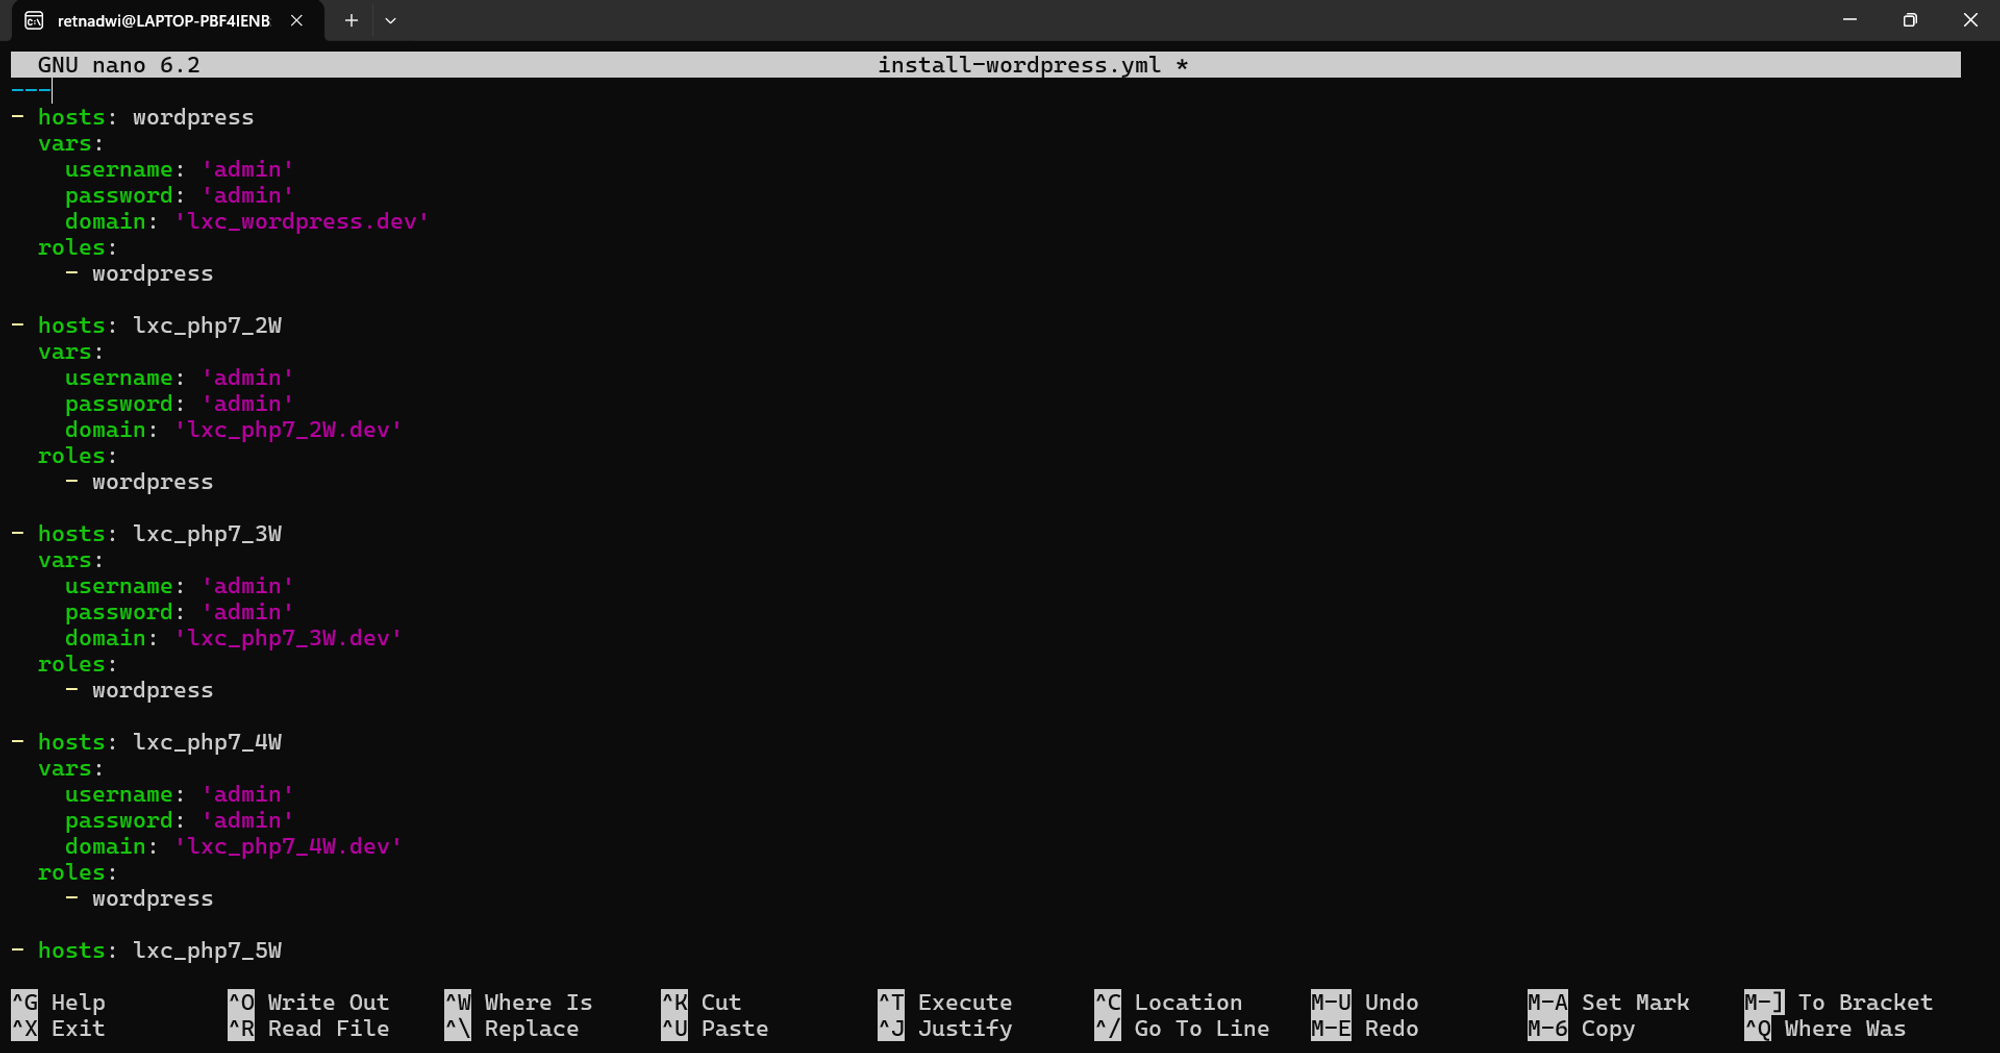 retnadwi@LAPTOP-PBF4IENB
GNU nano 6.2 install-wordpress.yml *
---
- hosts: wordpress
  vars:
    username: 'admin'
    password: 'admin'
    domain: 'lxc_wordpress.dev'
  roles:
    - wordpress

- hosts: lxc_php7_2W
  vars:
    username: 'admin'
    password: 'admin'
    domain: 'lxc_php7_2W.dev'
  roles:
    - wordpress

- hosts: lxc_php7_3W
  vars:
    username: 'admin'
    password: 'admin'
    domain: 'lxc_php7_3W.dev'
  roles:
    - wordpress

- hosts: lxc_php7_4W
  vars:
    username: 'admin'
    password: 'admin'
    domain: 'lxc_php7_4W.dev'
  roles:
    - wordpress

- hosts: lxc_php7_5W
^G Help ^O Write Out ^W Where Is ^K Cut ^T Execute ^C Location M-U Undo M-A Set Mark M-] To Bracket
^X Exit ^R Read File ^\ Replace ^U Paste ^J Justify ^/ Go To Line M-E Redo M-6 Copy ^Q Where Was